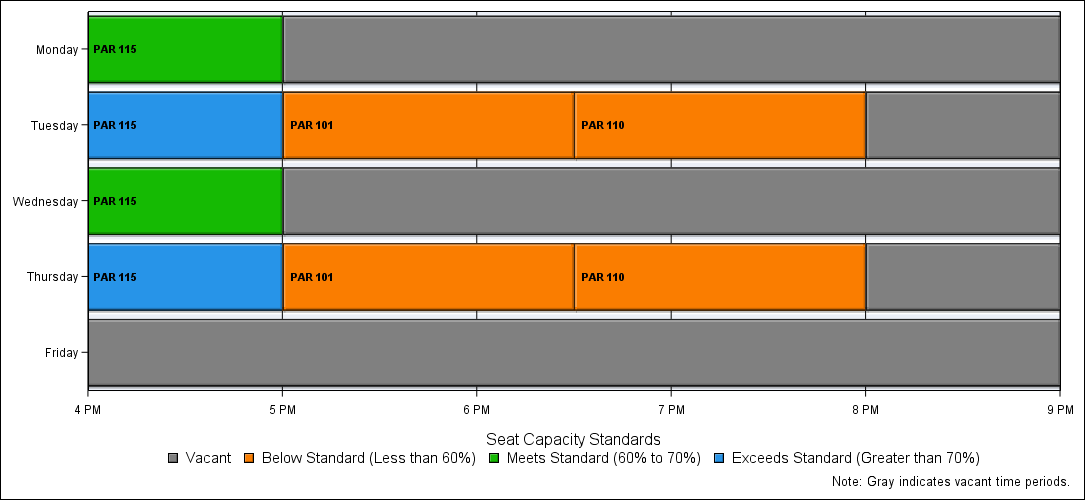 Monday
PAR 115
Tuesday
PAR 115 PAR 101 PAR 110
Wednesday
PAR 115
Thursday
PAR 115 PAR 101 PAR 110
Friday
4 PM 5 PM 6 PM 7 PM 8 PM 9 PM
Seat Capacity Standards
Vacant Below Standard (Less than 60%) Meets Standard (60% to 70%) Exceeds Standard (Greater than 70%)
Note: Gray indicates vacant time periods.